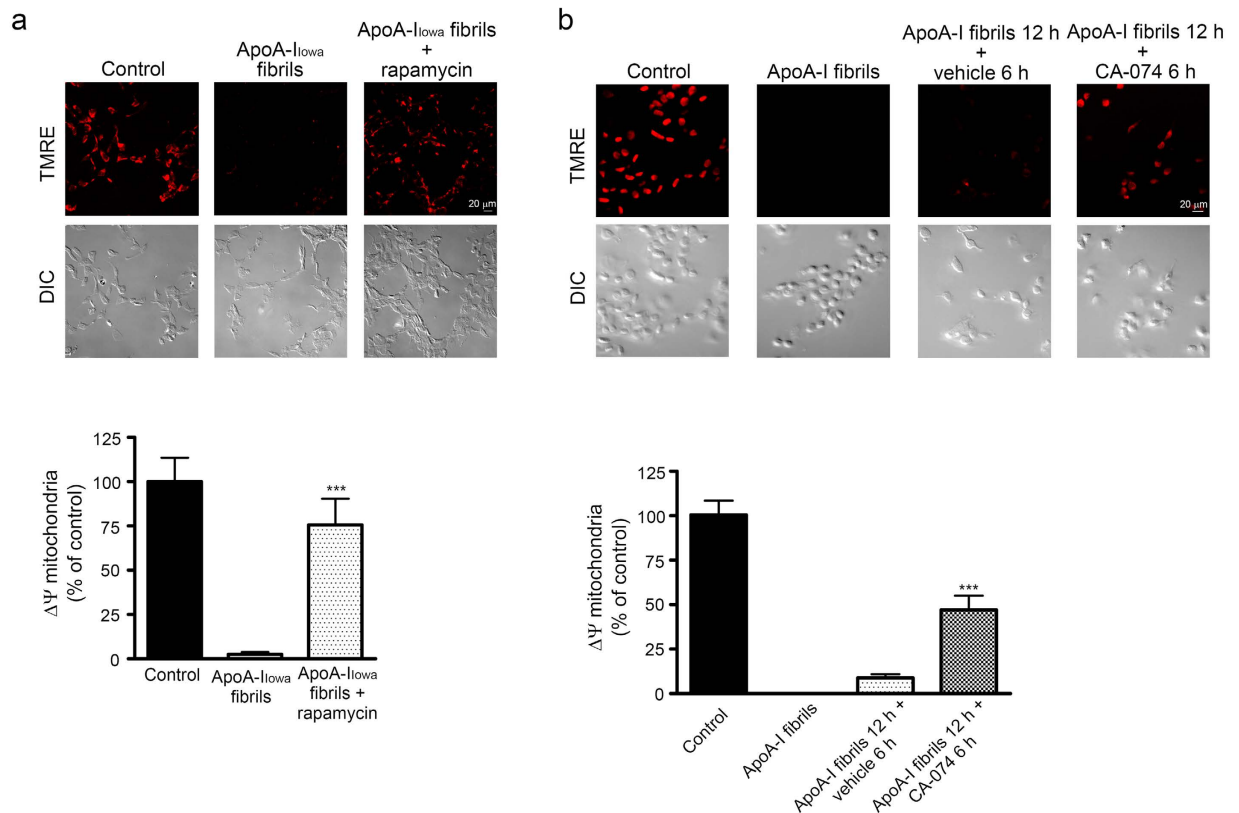 a
Control
ApoA-IIowa
fibrils
ApoA-IIowa fibrils
+
rapamycin
TMRE
20 µm
DIC
ΔΨ mitochondria
(% of control)
125
100
75
50
25
0
Control
ApoA-IIowa
fibrils
ApoA-IIowa
fibrils +
rapamycin
***
b
Control
ApoA-I fibrils
ApoA-I fibrils 12 h
+
vehicle 6 h
ApoA-I fibrils 12 h
+
CA-074 6 h
TMRE
20 µm
DIC
ΔΨ mitochondria
(% of control)
125
100
75
50
25
0
***
Control
ApoA-I fibrils
ApoA-I fibrils 12 h +
vehicle 6 h
ApoA-I fibrils 12 h +
CA-074 6 h